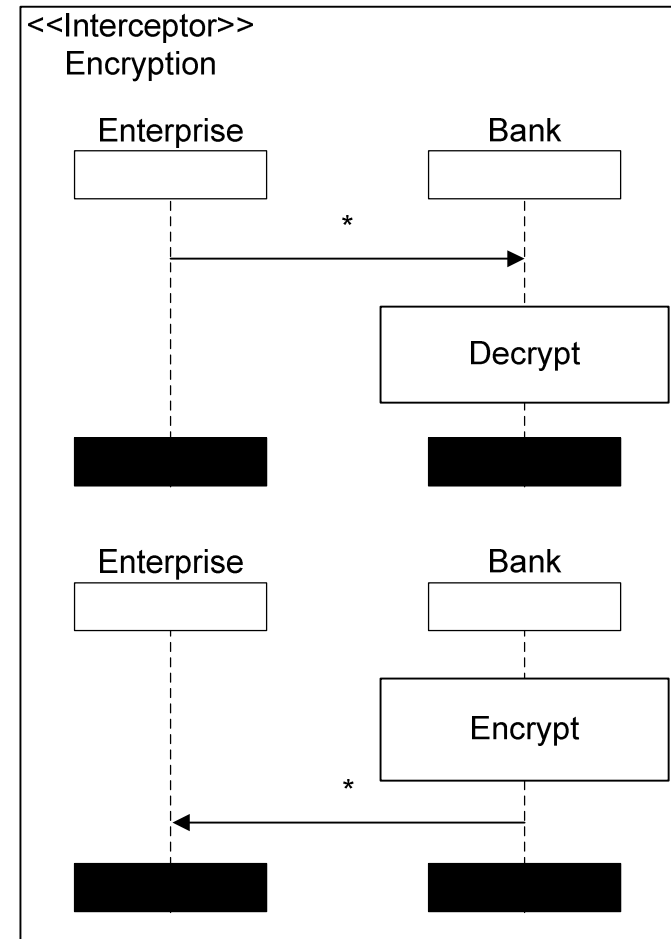 <<Interceptor>>
Encryption
Enterprise Bank
*
Decrypt
Enterprise Bank
Encrypt
*